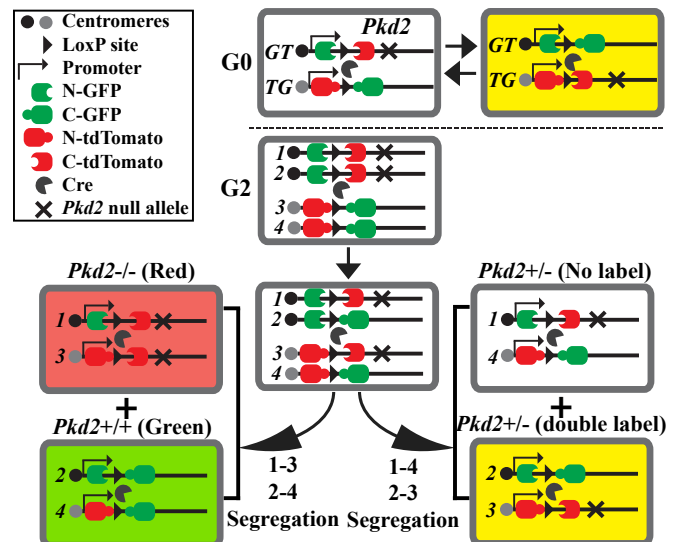 Centromeres
LoxP site
Promoter
N-GFP
C-GFP
N-tdTomato
C-tdTomato
Cre
Pkd2 null allele
Pkd2
G0
GT
TG
GT
TG
G2
1
2
3
4
Pkd2-/- (Red)
1
3
+
Pkd2+/+ (Green)
2
4
1
2
3
4
1-3
2-4
Segregation
1-4
2-3
Segregation
Pkd2+/- (No label)
1
4
+
Pkd2+/- (double label)
2
3